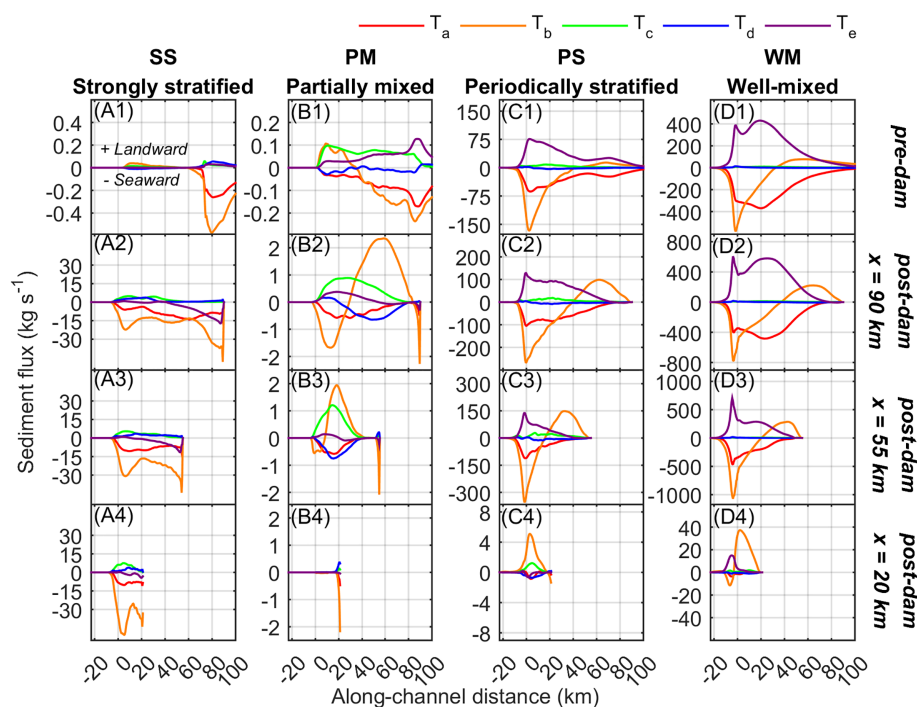 T_a T_b T_c T_d T_e
SS PM PS WM
Strongly stratified Partially mixed Periodically stratified Well-mixed
(A1) (B1) (C1) (D1)
0.4 0.2 150 400
0.2 0.1 75 200
+ Landward
0 0 0 0
- Seaward
-0.2 -0.1 -75 -200
-0.4 -0.2 -150 -400
pre-dam
(A2) (B2) (C2) (D2)
30 2 200 800
15 1 100 400
0 0 0 0
-15 -1 -100 -400
-30 -2 -200 -800
post-dam
x = 90 km
(A3) (B3) (C3) (D3)
30 2 300 1000
15 1 150 500
0 0 0 0
-15 -1 -150 -500
-30 -2 -300 -1000
post-dam
x = 55 km
(A4) (B4) (C4) (D4)
30 2 8 40
15 1 4 20
0 0 0 0
-15 -1 -4 -20
-30 -2 -8 -40
post-dam
x = 20 km
-20 0 20 40 60 80 100 -20 0 20 40 60 80 100 -20 0 20 40 60 80 100 -20 0 20 40 60 80 100
Along-channel distance (km)
Sediment flux (kg s⁻¹)